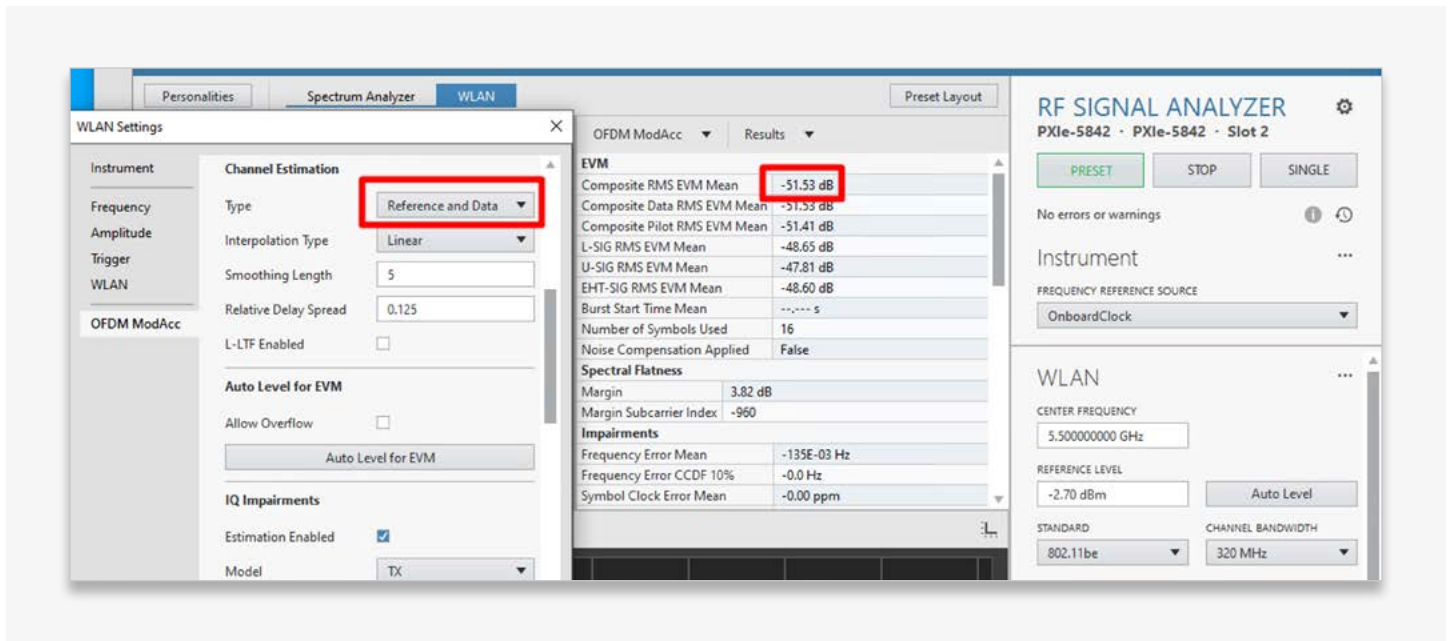 Personalities
Spectrum Analyzer
WLAN
Preset Layout
WLAN Settings
Instrument
Frequency
Amplitude
Trigger
WLAN
OFDM ModAcc
Channel Estimation
Type Reference and Data
Interpolation Type Linear
Smoothing Length 5
Relative Delay Spread 0.125
L-LTF Enabled
Auto Level for EVM
Allow Overflow
Auto Level for EVM
IQ Impairments
Estimation Enabled
Model TX
OFDM ModAcc Results
EVM
Composite RMS EVM Mean -51.53 dB
Composite Data RMS EVM Mean -51.53 dB
Composite Pilot RMS EVM Mean -51.41 dB
L-SIG RMS EVM Mean -48.65 dB
U-SIG RMS EVM Mean -47.81 dB
EHT-SIG RMS EVM Mean -48.60 dB
Burst Start Time Mean --.--- s
Number of Symbols Used 16
Noise Compensation Applied False
Spectral Flatness
Margin 3.82 dB
Margin Subcarrier Index -960
Impairments
Frequency Error Mean -135E-03 Hz
Frequency Error CCDF 10% -0.0 Hz
Symbol Clock Error Mean -0.00 ppm
RF SIGNAL ANALYZER
PXIe-5842 · PXIe-5842 · Slot 2
PRESET STOP SINGLE
No errors or warnings
Instrument
FREQUENCY REFERENCE SOURCE
OnboardClock
WLAN
CENTER FREQUENCY
5.500000000 GHz
REFERENCE LEVEL
-2.70 dBm Auto Level
STANDARD CHANNEL BANDWIDTH
802.11be 320 MHz